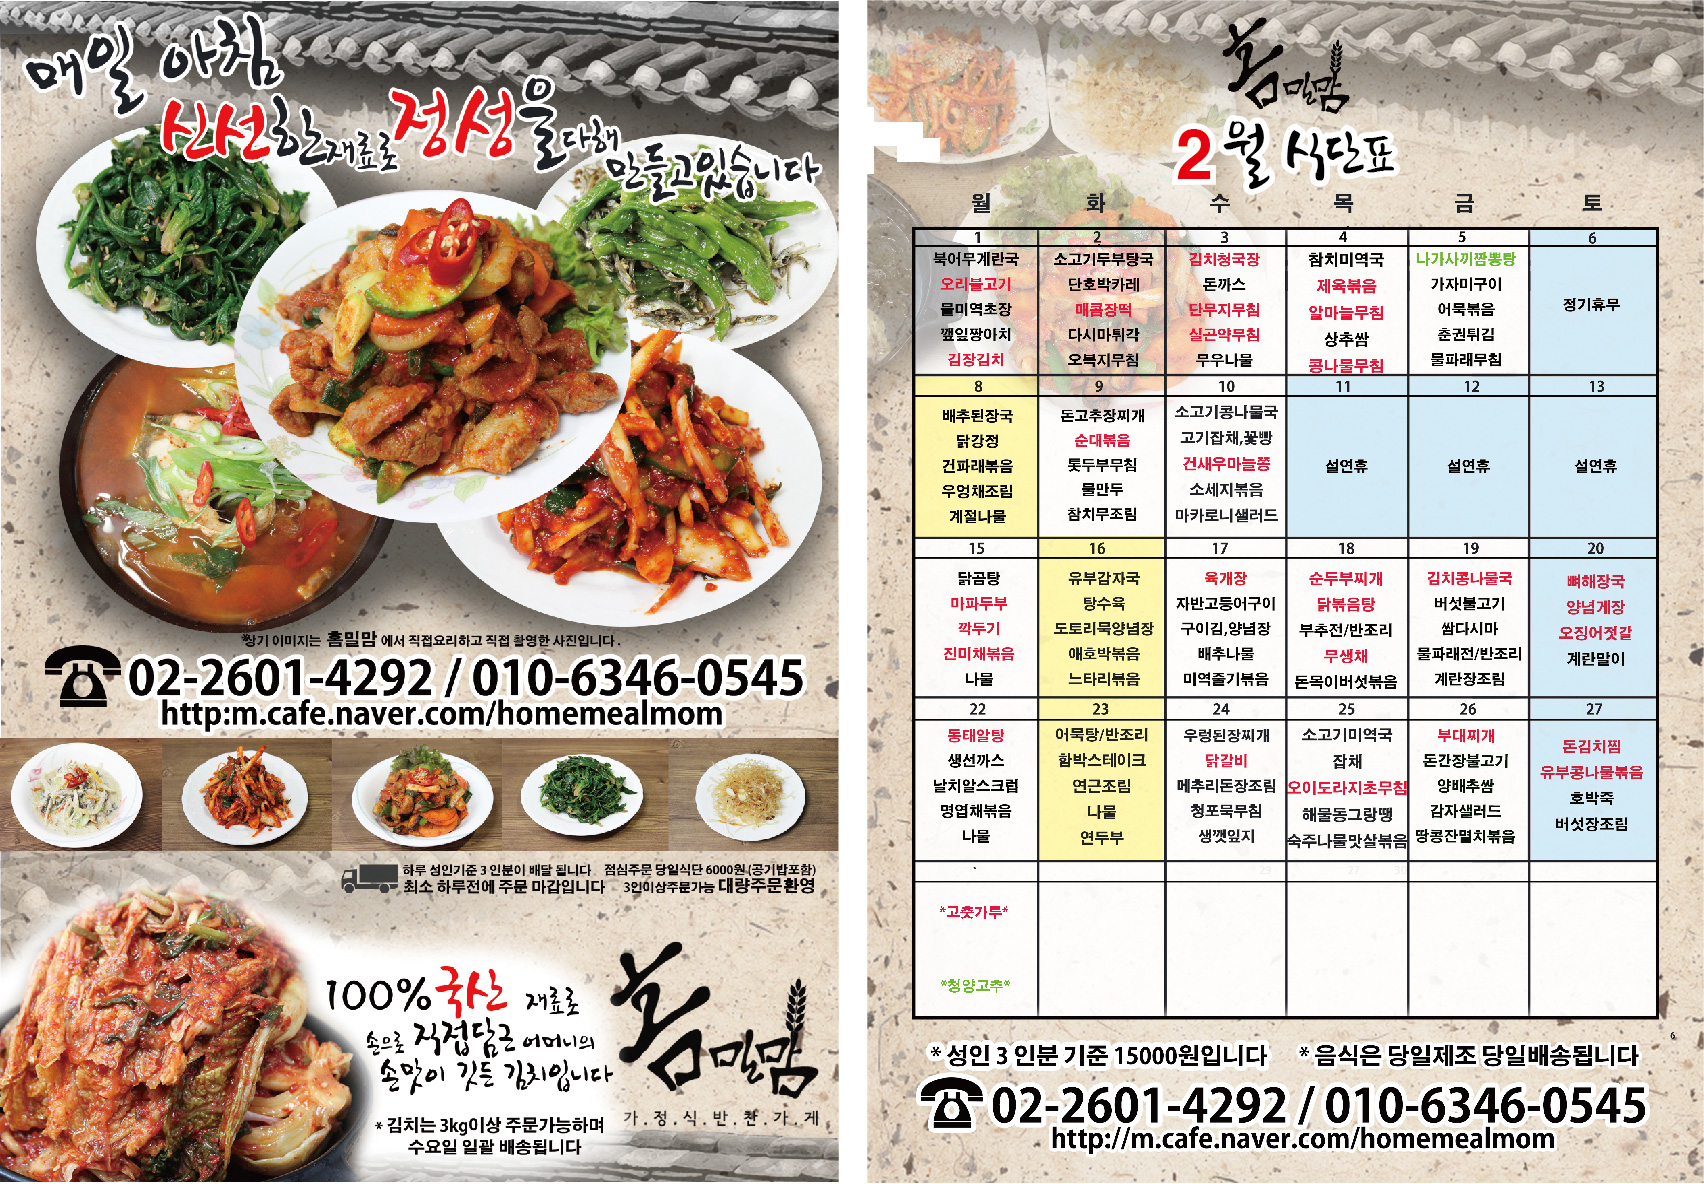 매일 아침
신선한재료로정성을다해
만들고있습니다
*상기 이미지는 홈밀맘 에서 직접요리하고 직접 촬영한 사진입니다 .
02-2601-4292 / 010-6346-0545
http:m.cafe.naver.com/homemealmom
하루 성인기준 3 인분이 배달 됩니다 점심주문 당일식단 6000원(공기밥포함)
최소 하루전에 주문 마감입니다 3인이상주문가능 대량주문환영
100% 국산 재료로
손으로 직접담근 어머니의
손맛이 깃든 김치입니다
* 김치는 3kg이상 주문가능하며
수요일 일괄 배송됩니다
홈밀맘
가.정.식.반.찬.가.게
홈밀맘
2월 식단표
월 화 수 목 금 토
1 2 3 4 5 6
북어무계란국 소고기두부탕국 김치청국장 참치미역국 나가사끼짬뽕탕
오리불고기 단호박카레 돈까스 제육볶음 가자미구이
물미역초장 매콤장떡 단무지무침 알마늘무침 어묵볶음 정기휴무
깻잎짱아치 다시마튀각 실곤약무침 상추쌈 춘권튀김
김장김치 오복지무침 무우나물 콩나물무침 물파래무침
8 9 10 11 12 13
배추된장국 돈고추장찌개 소고기콩나물국
닭강정 순대볶음 고기잡채,꽃빵
건파래볶음 톳두부무침 건새우마늘쫑 설연휴 설연휴 설연휴
우엉채조림 물만두 소세지볶음
계절나물 참치무조림 마카로니샐러드
15 16 17 18 19 20
닭곰탕 유부감자국 육개장 순두부찌개 김치콩나물국 뼈해장국
마파두부 탕수육 자반고등어구이 닭볶음탕 버섯불고기 양념게장
깍두기 도토리묵양념장 구이김,양념장 부추전/반조리 쌈다시마 오징어젓갈
진미채볶음 애호박볶음 배추나물 무생채 물파래전/반조리 계란말이
나물 느타리볶음 미역줄기볶음 돈목이버섯볶음 계란장조림
22 23 24 25 26 27
동태알탕 어묵탕/반조리 우렁된장찌개 소고기미역국 부대찌개 돈김치찜
생선까스 함박스테이크 닭갈비 잡채 돈간장불고기 유부콩나물볶음
날치알스크럽 연근조림 메추리돈장조림 오이도라지초무침 양배추쌈 호박죽
명엽채볶음 나물 청포묵무침 해물동그랑땡 감자샐러드 버섯장조림
나물 연두부 생깻잎지 숙주나물맛살볶음 땅콩잔멸치볶음
*고춧가루*
*청양고추*
6
* 성인 3 인분 기준 15000원입니다 * 음식은 당일제조 당일배송됩니다
02-2601-4292 / 010-6346-0545
http://m.cafe.naver.com/homemealmom